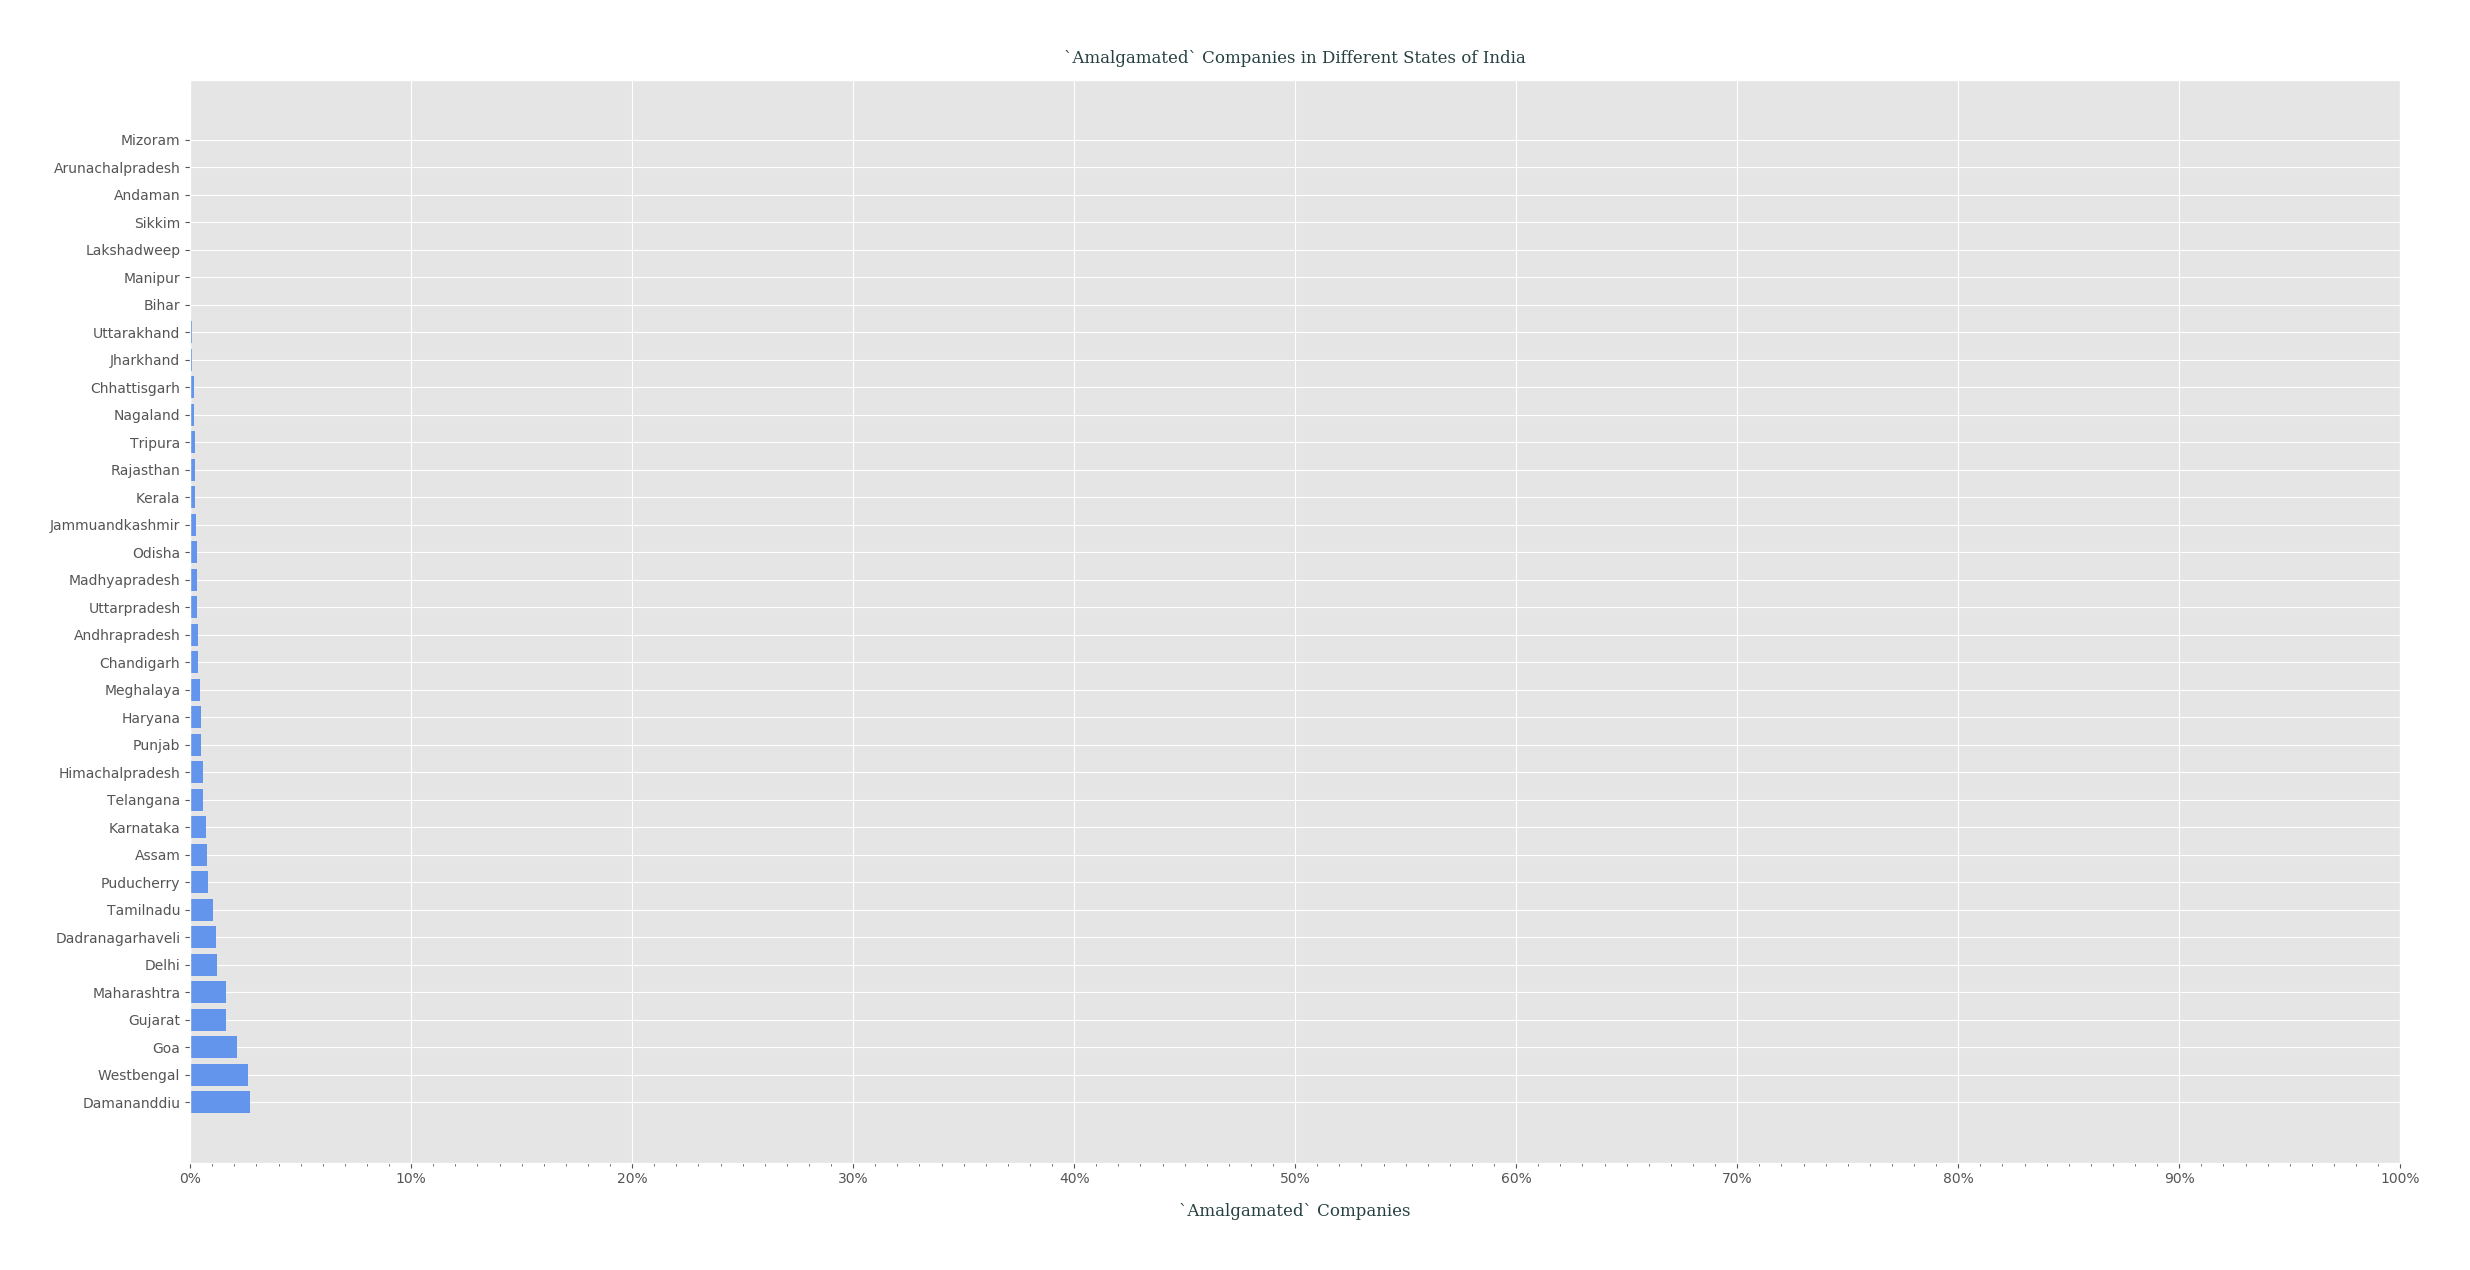 `Amalgamated` Companies in Different States of India
Mizoram
Arunachalpradesh
Andaman
Sikkim
Lakshadweep
Manipur
Bihar
Uttarakhand
Jharkhand
Chhattisgarh
Nagaland
Tripura
Rajasthan
Kerala
Jammuandkashmir
Odisha
Madhyapradesh
Uttarpradesh
Andhrapradesh
Chandigarh
Meghalaya
Haryana
Punjab
Himachalpradesh
Telangana
Karnataka
Assam
Puducherry
Tamilnadu
Dadranagarhaveli
Delhi
Maharashtra
Gujarat
Goa
Westbengal
Damananddiu
0% 10% 20% 30% 40% 50% 60% 70% 80% 90% 100%
`Amalgamated` Companies